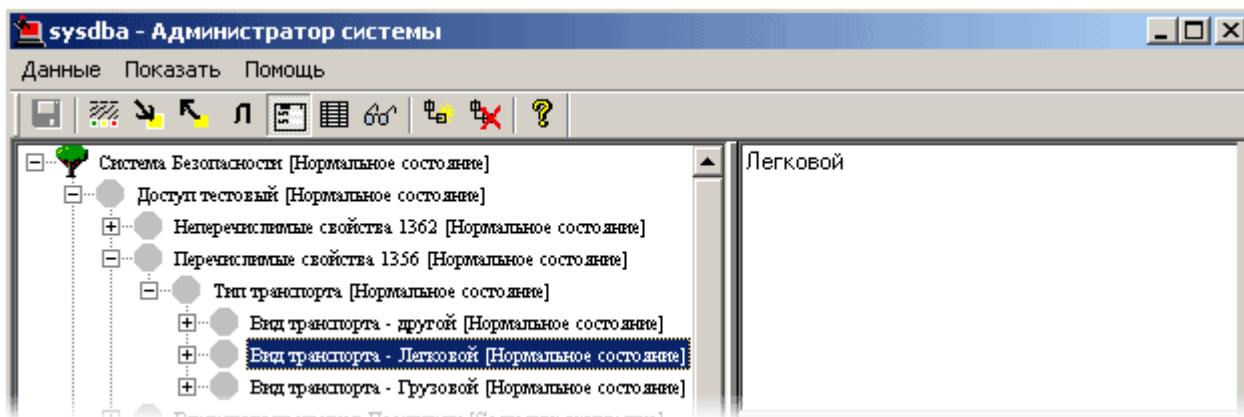 sysdba - Администратор системы
Данные Показать Помощь
Л
Система Безопасности [Нормальное состояние]
Легковой
Доступ тестовый [Нормальное состояние]
Неперечислимые свойства 1362 [Нормальное состояние]
Перечислимые свойства 1356 [Нормальное состояние]
Тип транспорта [Нормальное состояние]
Вид транспорта - другой [Нормальное состояние]
Вид транспорта - Легковой [Нормальное состояние]
Вид транспорта - Грузовой [Нормальное состояние]